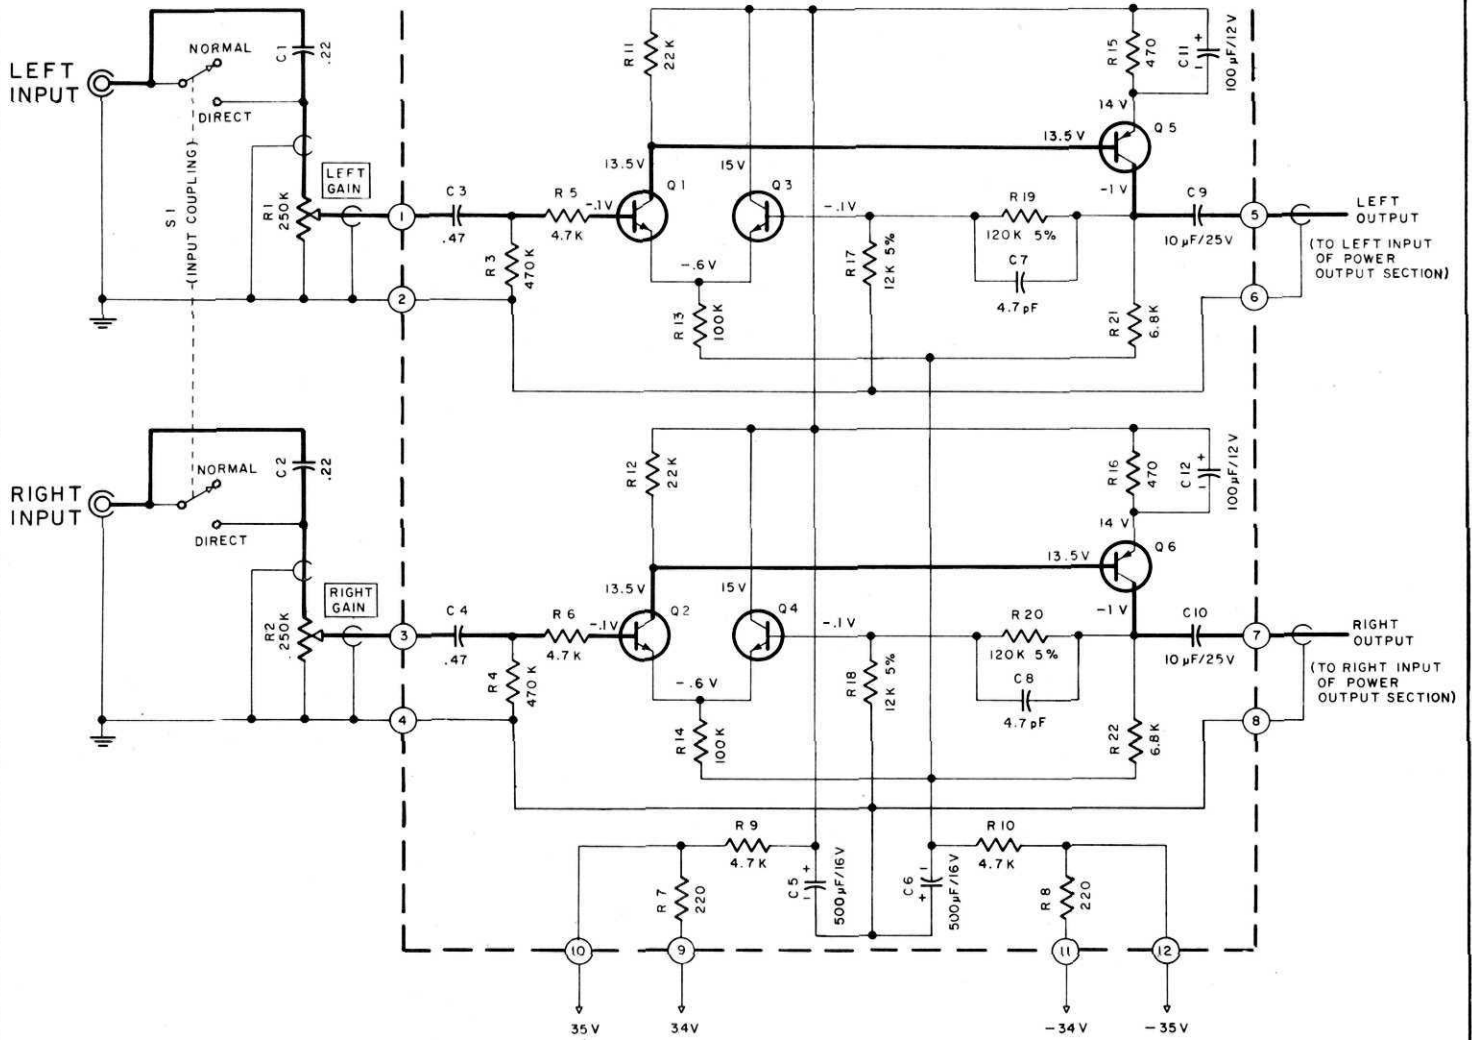 LEFT
INPUT
NORMAL
DIRECT
C1
.22
S1
(INPUT COUPLING)
R1
250K
LEFT
GAIN
1
2
C3
.47
R3
470K
R5
4.7K
-.1V
R11
22K
13.5V
Q1
15V
Q3
-.6V
R13
100K
-.1V
R17
12K 5%
R19
120K 5%
C7
4.7pF
R15
470
C11
+
100µF/12V
14V
13.5V
Q5
-1V
R21
6.8K
C9
10µF/25V
5
6
LEFT
OUTPUT
(TO LEFT INPUT
OF POWER
OUTPUT SECTION)
RIGHT
INPUT
NORMAL
DIRECT
C2
.22
R2
250K
RIGHT
GAIN
3
4
C4
.47
R4
470K
R6
4.7K
-.1V
R12
22K
13.5V
Q2
15V
Q4
-.6V
R14
100K
-.1V
R18
12K 5%
R20
120K 5%
C8
4.7pF
R16
470
C12
+
100µF/12V
14V
13.5V
Q6
-1V
R22
6.8K
C10
10µF/25V
7
8
RIGHT
OUTPUT
(TO RIGHT INPUT
OF POWER
OUTPUT SECTION)
R9
4.7K
R7
220
C5
+
500µF/16V
C6
+
500µF/16V
R10
4.7K
R8
220
10
9
11
12
35V
34V
-34V
-35V